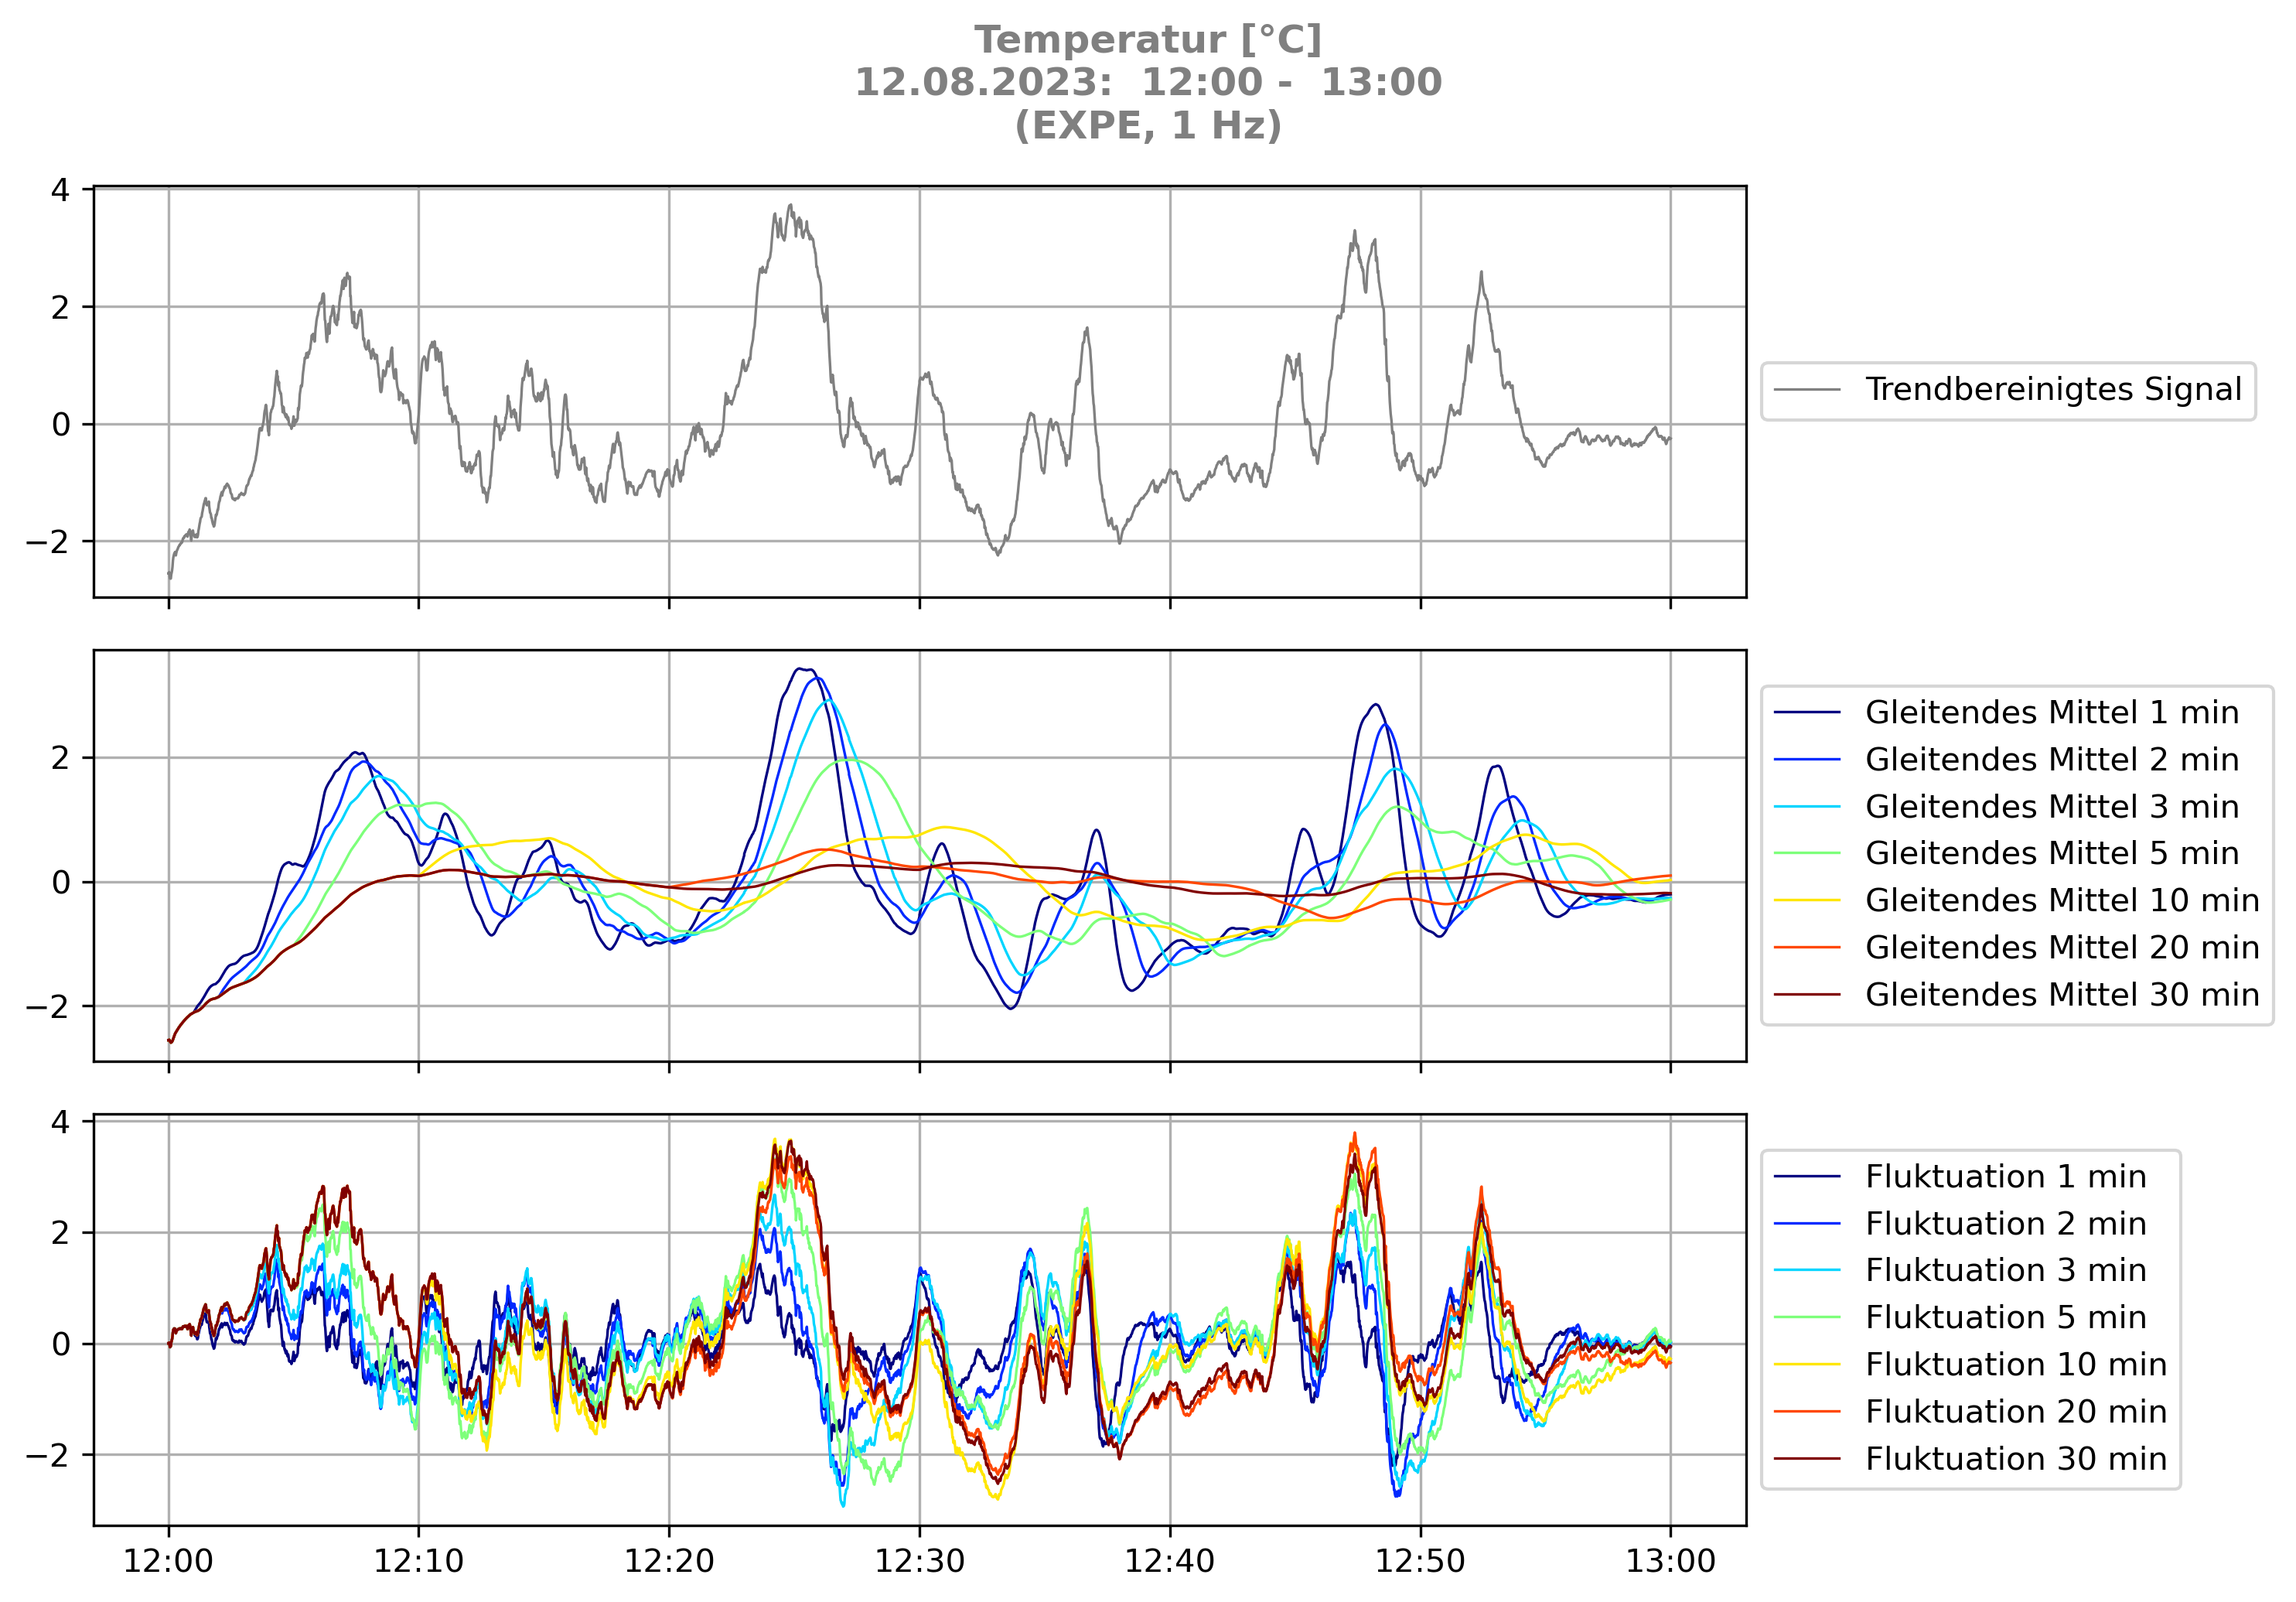 Temperatur [°C]
12.08.2023:  12:00 -  13:00
(EXPE, 1 Hz)
4
2
0
−2
Trendbereinigtes Signal
2
0
−2
Gleitendes Mittel 1 min
Gleitendes Mittel 2 min
Gleitendes Mittel 3 min
Gleitendes Mittel 5 min
Gleitendes Mittel 10 min
Gleitendes Mittel 20 min
Gleitendes Mittel 30 min
4
2
0
−2
Fluktuation 1 min
Fluktuation 2 min
Fluktuation 3 min
Fluktuation 5 min
Fluktuation 10 min
Fluktuation 20 min
Fluktuation 30 min
12:00 12:10 12:20 12:30 12:40 12:50 13:00